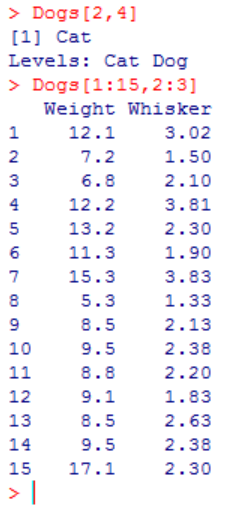 > Dogs[2,4]
[1] Cat
Levels: Cat Dog
> Dogs[1:15,2:3]
   Weight Whisker
1    12.1    3.02
2     7.2    1.50
3     6.8    2.10
4    12.2    3.81
5    13.2    2.30
6    11.3    1.90
7    15.3    3.83
8     5.3    1.33
9     8.5    2.13
10    9.5    2.38
11    8.8    2.20
12    9.1    1.83
13    8.5    2.63
14    9.5    2.38
15   17.1    2.30
>